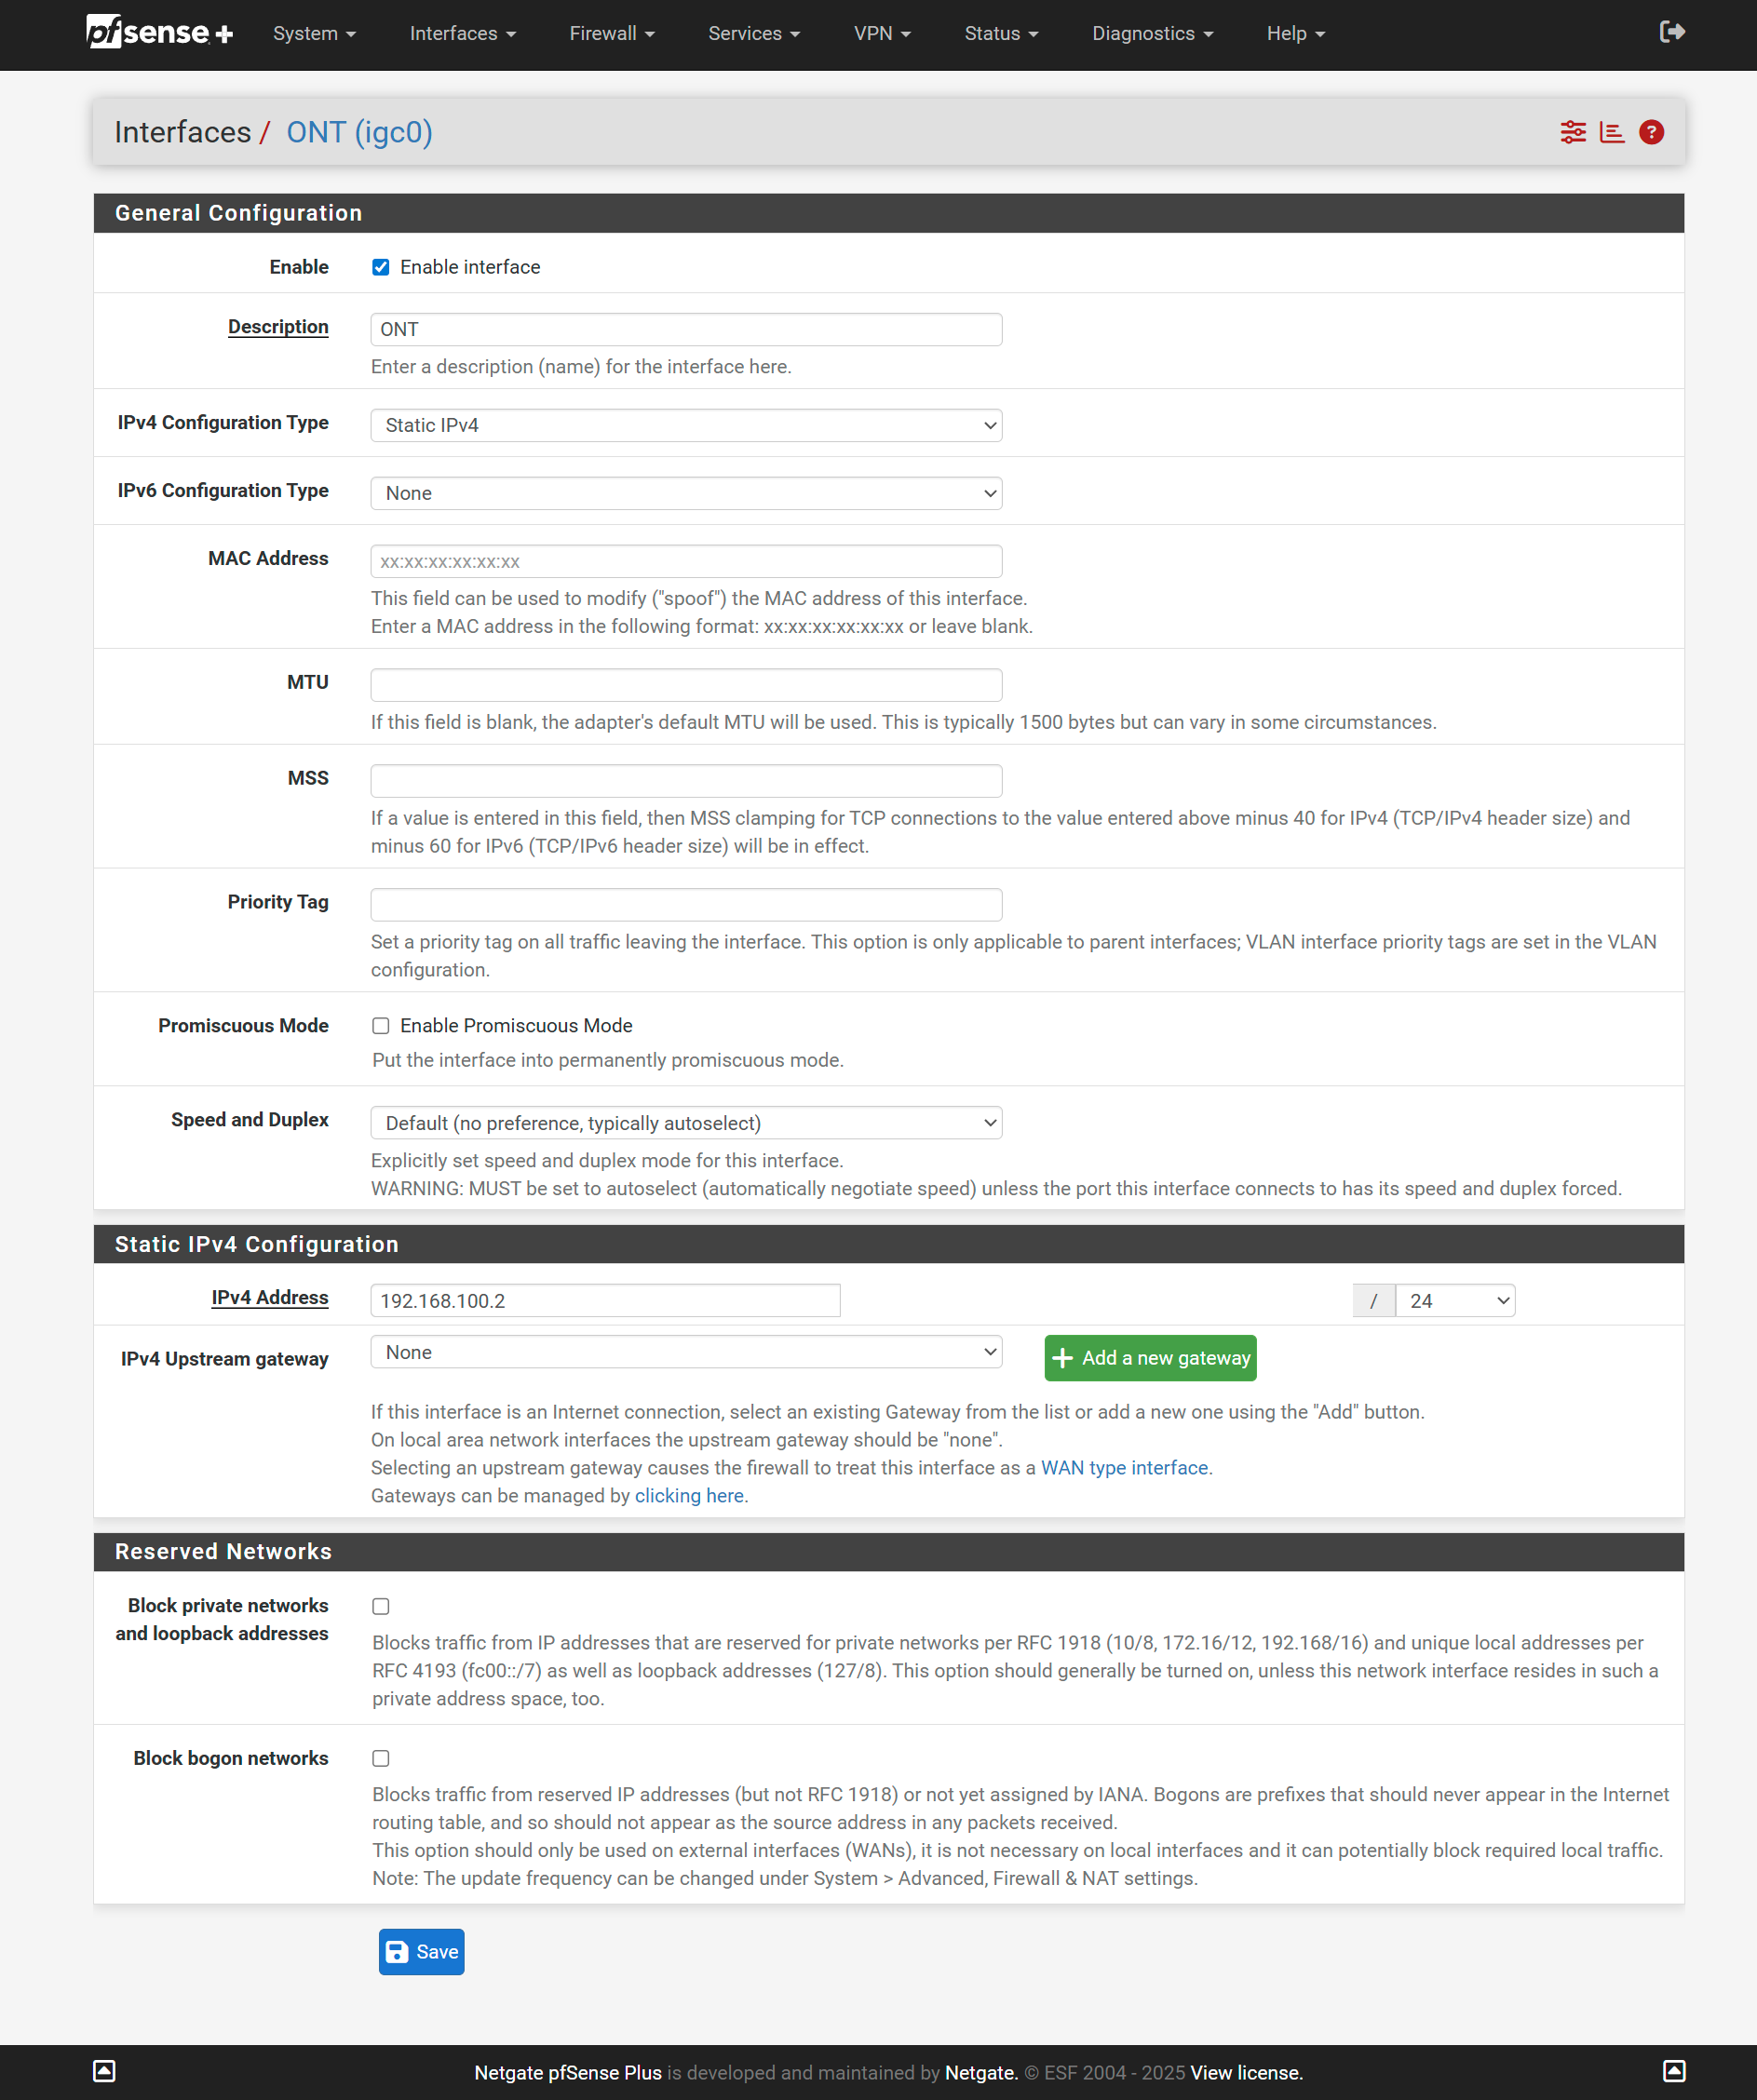 pfsense+ System Interfaces Firewall Services VPN Status Diagnostics Help
Interfaces / ONT (igc0)
General Configuration
Enable Enable interface
Description ONT
Enter a description (name) for the interface here.
IPv4 Configuration Type Static IPv4
IPv6 Configuration Type None
MAC Address xx:xx:xx:xx:xx:xx
This field can be used to modify ("spoof") the MAC address of this interface.
Enter a MAC address in the following format: xx:xx:xx:xx:xx:xx or leave blank.
MTU
If this field is blank, the adapter's default MTU will be used. This is typically 1500 bytes but can vary in some circumstances.
MSS
If a value is entered in this field, then MSS clamping for TCP connections to the value entered above minus 40 for IPv4 (TCP/IPv4 header size) and
minus 60 for IPv6 (TCP/IPv6 header size) will be in effect.
Priority Tag
Set a priority tag on all traffic leaving the interface. This option is only applicable to parent interfaces; VLAN interface priority tags are set in the VLAN
configuration.
Promiscuous Mode Enable Promiscuous Mode
Put the interface into permanently promiscuous mode.
Speed and Duplex Default (no preference, typically autoselect)
Explicitly set speed and duplex mode for this interface.
WARNING: MUST be set to autoselect (automatically negotiate speed) unless the port this interface connects to has its speed and duplex forced.
Static IPv4 Configuration
IPv4 Address 192.168.100.2 / 24
IPv4 Upstream gateway None Add a new gateway
If this interface is an Internet connection, select an existing Gateway from the list or add a new one using the "Add" button.
On local area network interfaces the upstream gateway should be "none".
Selecting an upstream gateway causes the firewall to treat this interface as a WAN type interface.
Gateways can be managed by clicking here.
Reserved Networks
Block private networks
and loopback addresses
Blocks traffic from IP addresses that are reserved for private networks per RFC 1918 (10/8, 172.16/12, 192.168/16) and unique local addresses per
RFC 4193 (fc00::/7) as well as loopback addresses (127/8). This option should generally be turned on, unless this network interface resides in such a
private address space, too.
Block bogon networks
Blocks traffic from reserved IP addresses (but not RFC 1918) or not yet assigned by IANA. Bogons are prefixes that should never appear in the Internet
routing table, and so should not appear as the source address in any packets received.
This option should only be used on external interfaces (WANs), it is not necessary on local interfaces and it can potentially block required local traffic.
Note: The update frequency can be changed under System > Advanced, Firewall & NAT settings.
Save
Netgate pfSense Plus is developed and maintained by Netgate. © ESF 2004 - 2025 View license.